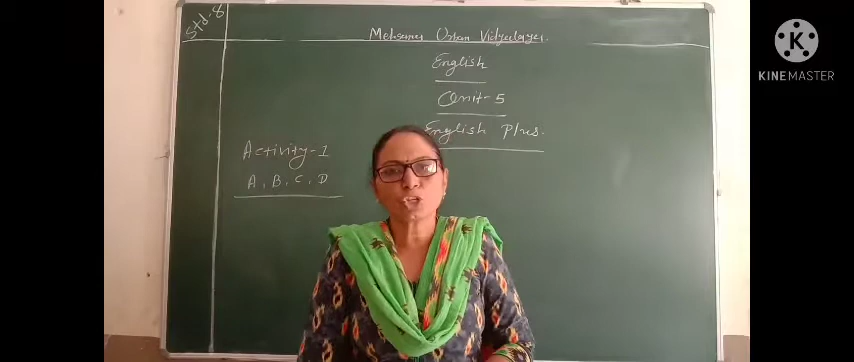 Std.8
Mehsana Urban Vidyalaya.
English
Unit-5
English Plus.
Activity-1
A, B, C, D
K
KINEMASTER